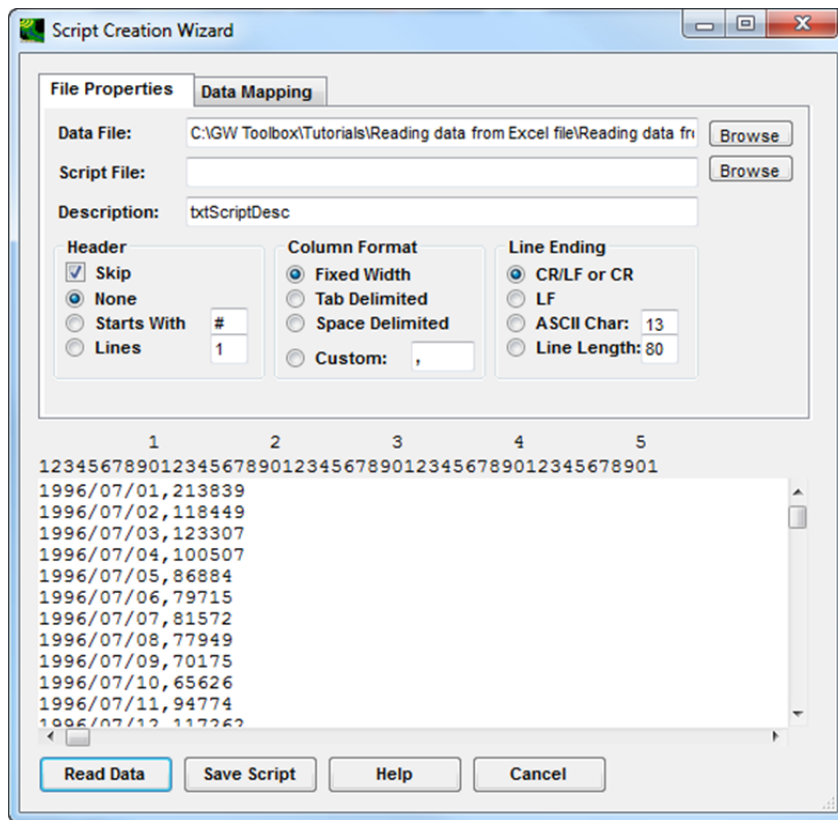 Script Creation Wizard
File Properties
Data Mapping
Data File: C:\GW Toolbox\Tutorials\Reading data from Excel file\Reading data fr
Browse
Script File:
Browse
Description: txtScriptDesc
Header
Skip
None
Starts With #
Lines 1
Column Format
Fixed Width
Tab Delimited
Space Delimited
Custom: ,
Line Ending
CR/LF or CR
LF
ASCII Char: 13
Line Length: 80
1 2 3 4 5
123456789012345678901234567890123456789012345678901
1996/07/01,213839
1996/07/02,118449
1996/07/03,123307
1996/07/04,100507
1996/07/05,86884
1996/07/06,79715
1996/07/07,81572
1996/07/08,77949
1996/07/09,70175
1996/07/10,65626
1996/07/11,94774
1996/07/12,117262
Read Data
Save Script
Help
Cancel